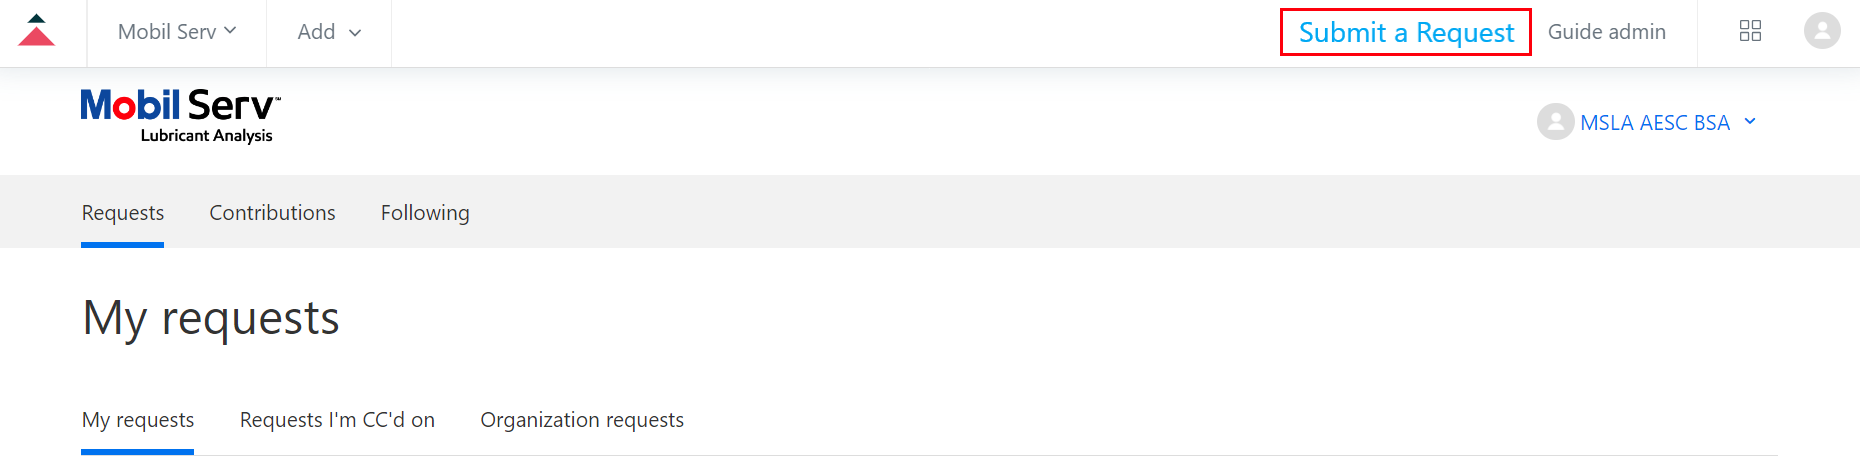 Mobil Serv Add Submit a Request Guide admin
Mobil Serv™
Lubricant Analysis
MSLA AESC BSA
Requests Contributions Following
My requests
My requests Requests I'm CC'd on Organization requests